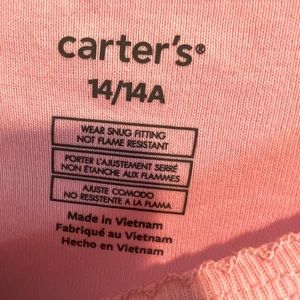 carter's®
14/14A
WEAR SNUG FITTING
NOT FLAME RESISTANT
PORTER L'AJUSTEMENT SERRÉ
NON ÉTANCHE AUX FLAMMES
AJUSTE COMODO
NO RESISTENTE A LA FLAMA
Made in Vietnam
Fabriqué au Vietnam
Hecho en Vietnam